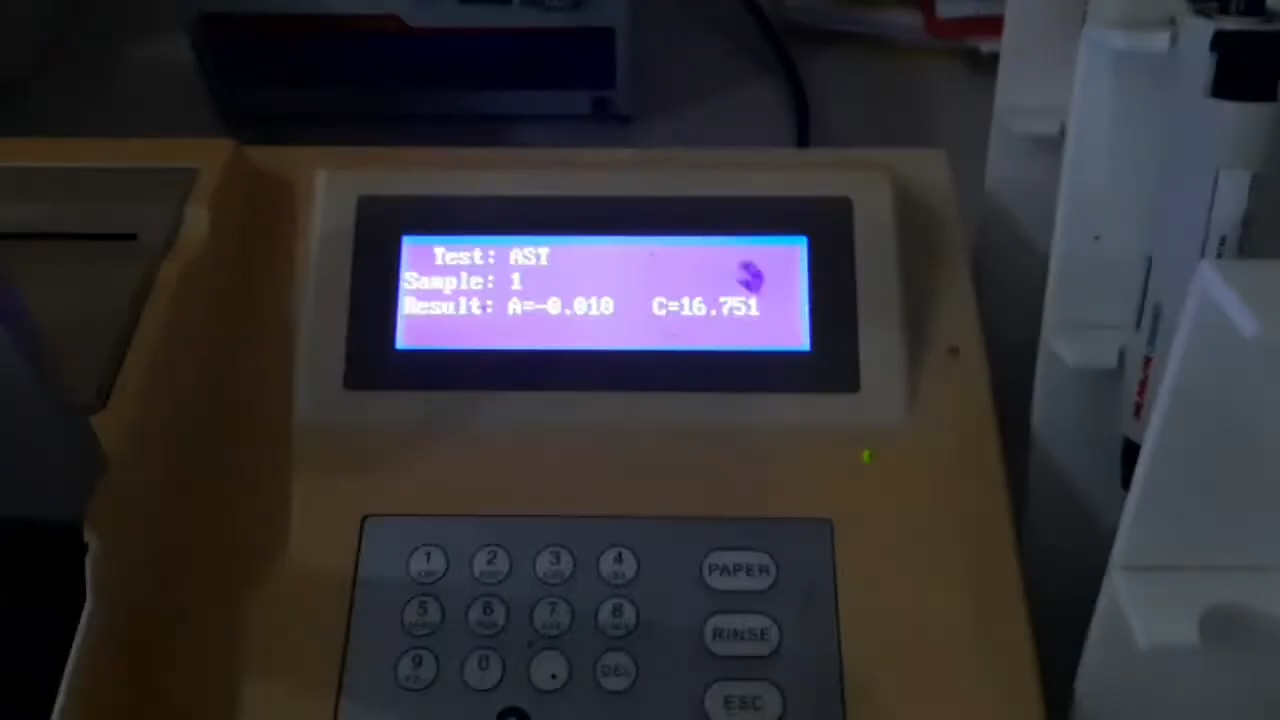 Test: AST
Sample: 1
Result: A=-0.010 C=16.751
1 2 3 4 PAPER
5 6 7 8 RINSE
9 0 . DEL ESC